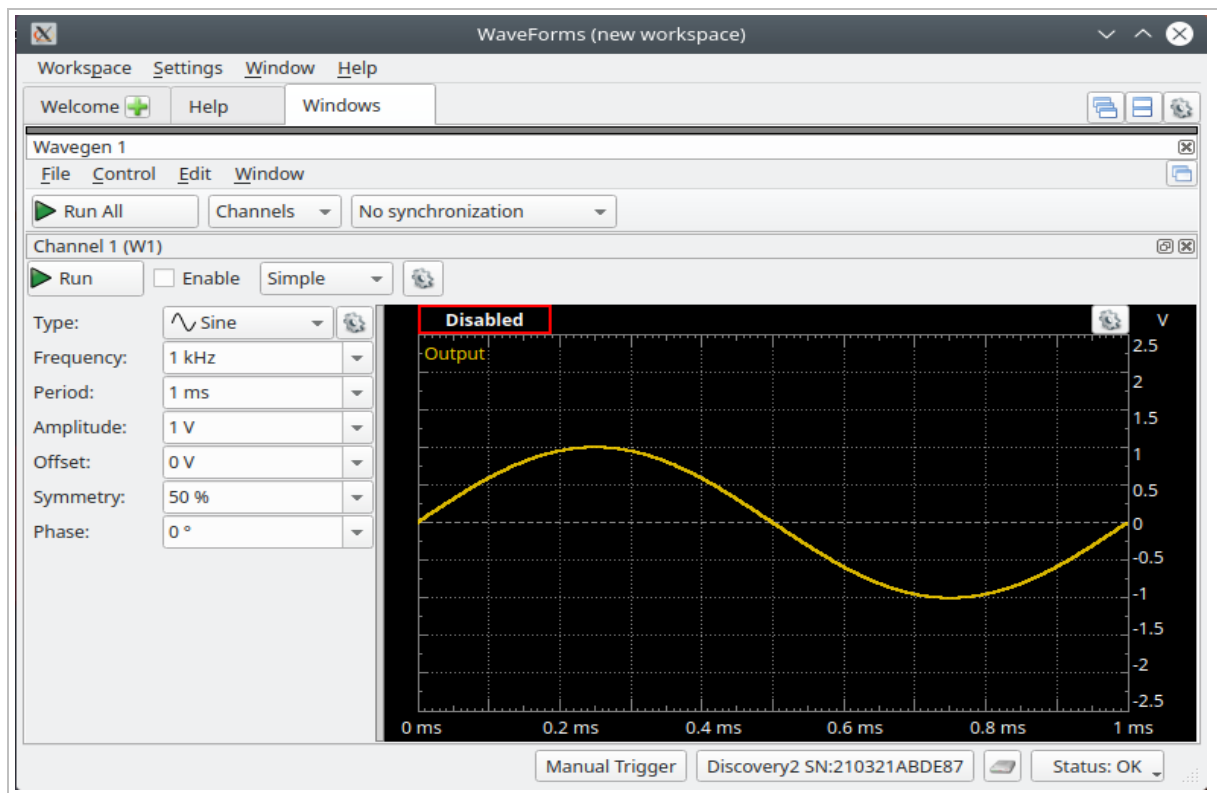 WaveForms (new workspace)
Workspace Settings Window Help
Welcome Help Windows
Wavegen 1
File Control Edit Window
Run All Channels No synchronization
Channel 1 (W1)
Run Enable Simple
Type: Sine
Frequency: 1 kHz
Period: 1 ms
Amplitude: 1 V
Offset: 0 V
Symmetry: 50 %
Phase: 0 °
Disabled V
Output
2.5
2
1.5
1
0.5
0
-0.5
-1
-1.5
-2
-2.5
0 ms 0.2 ms 0.4 ms 0.6 ms 0.8 ms 1 ms
Manual Trigger Discovery2 SN:210321ABDE87 Status: OK